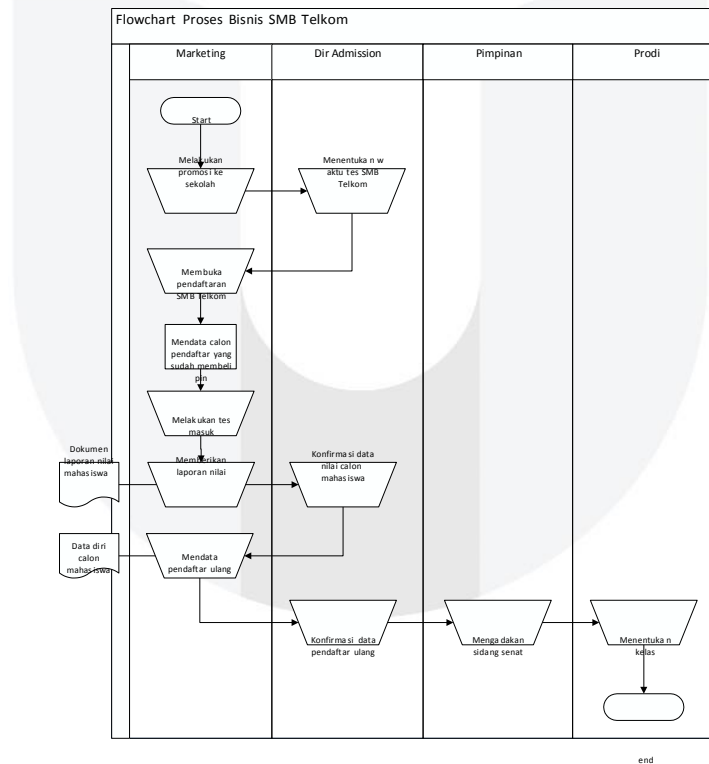 Flowchart Proses Bisnis SMB Telkom
Marketing
Dir Admission
Pimpinan
Prodi
Start
Melakukan
promosi ke
sekolah
Menentuka n w
aktu tes SMB
Telkom
Membuka
pendaftaran
SMB Telkom
Mendata calon
pendaftar yang
sudah membeli
pin
Melakukan tes
masuk
Dokumen
laporan nilai
mahasiswa
Memberikan
laporan nilai
Konfirmasi data
nilai calon
mahasiswa
Data diri
calon
mahasiswa
Mendata
pendaftar ulang
Konfirmasi data
pendaftar ulang
Mengadakan
sidang senat
Menentuka n
kelas
end